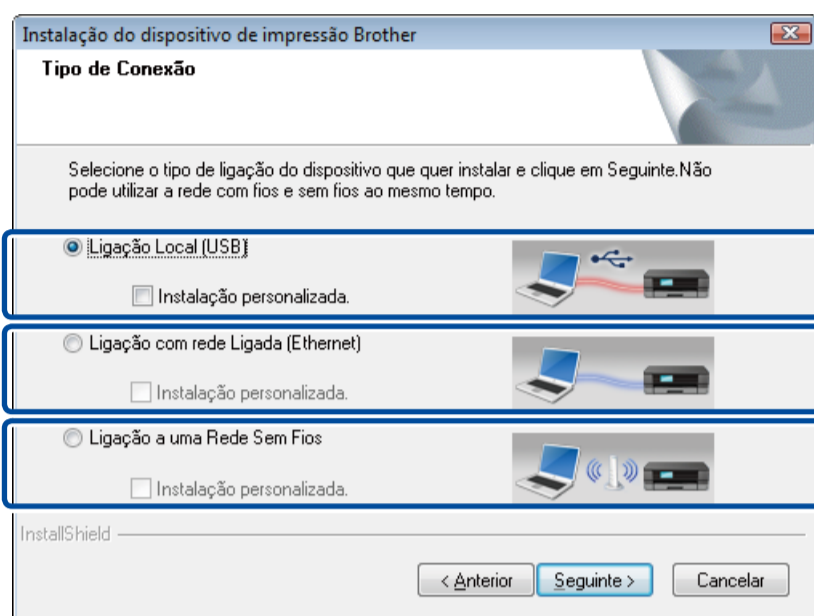 Instalação do dispositivo de impressão Brother
Tipo de Conexão
Selecione o tipo de ligação do dispositivo que quer instalar e clique em Seguinte.Não
pode utilizar a rede com fios e sem fios ao mesmo tempo.
Ligação Local (USB)
Instalação personalizada.
Ligação com rede Ligada (Ethernet)
Instalação personalizada.
Ligação a uma Rede Sem Fios
Instalação personalizada.
InstallShield
< Anterior
Seguinte >
Cancelar